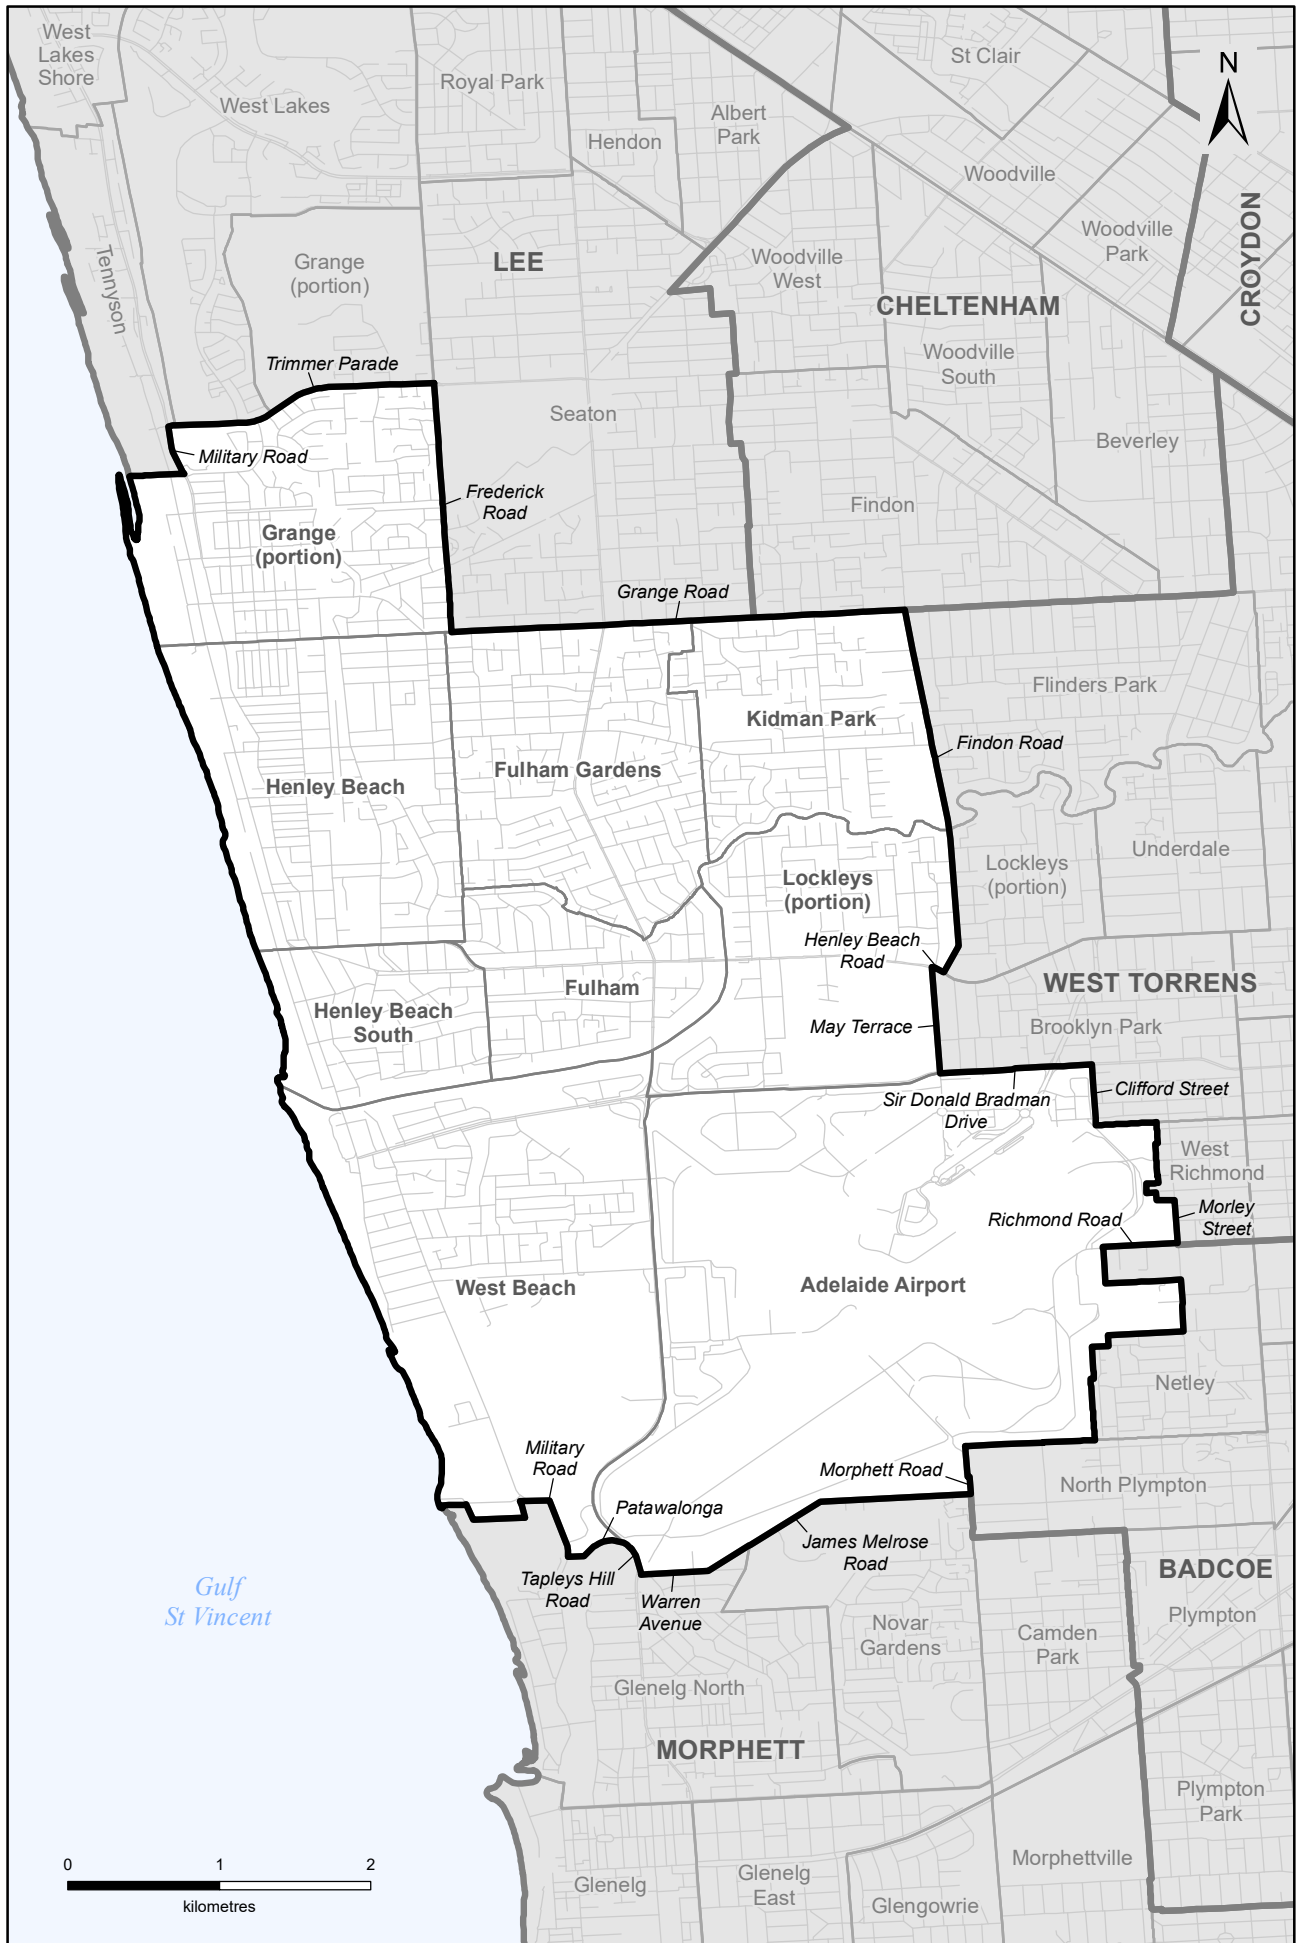 West
Lakes
Shore
West Lakes
Royal Park
St Clair
N
Albert
Park
Hendon
Woodville
CROYDON
Woodville
Park
Tennyson
Grange
(portion)
LEE
Woodville
West
CHELTENHAM
Woodville
South
Trimmer Parade
Seaton
Beverley
Military Road
Frederick
Road
Findon
Grange
(portion)
Grange Road
Flinders Park
Kidman Park
Findon Road
Henley Beach
Fulham Gardens
Lockleys
(portion)
Lockleys
(portion)
Underdale
Henley Beach
Road
WEST TORRENS
Fulham
Henley Beach
South
May Terrace
Brooklyn Park
Sir Donald Bradman
Drive
Clifford Street
West
Richmond
Richmond Road
Morley
Street
West Beach
Adelaide Airport
Netley
Military
Road
Morphett Road
North Plympton
Patawalonga
James Melrose
Road
Tapleys Hill
Road
Warren
Avenue
BADCOE
Plympton
Gulf
St Vincent
Novar
Gardens
Camden
Park
Glenelg North
MORPHETT
Plympton
Park
Morphettville
Glenelg
Glenelg
East
Glengowrie
0 1 2
kilometres